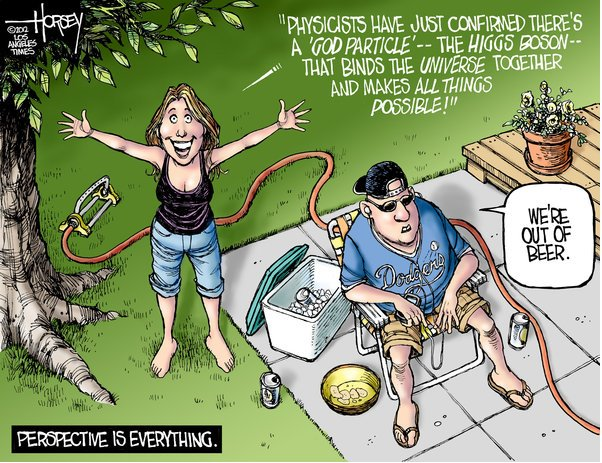 HORSEY
©2012
LOS
ANGELES
TIMES
"PHYSICISTS HAVE JUST CONFIRMED THERE'S
A 'GOD PARTICLE'-- THE HIGGS BOSON--
THAT BINDS THE UNIVERSE TOGETHER
AND MAKES ALL THINGS
POSSIBLE!"
WE'RE
OUT OF
BEER.
Dodgers
PERSPECTIVE IS EVERYTHING.